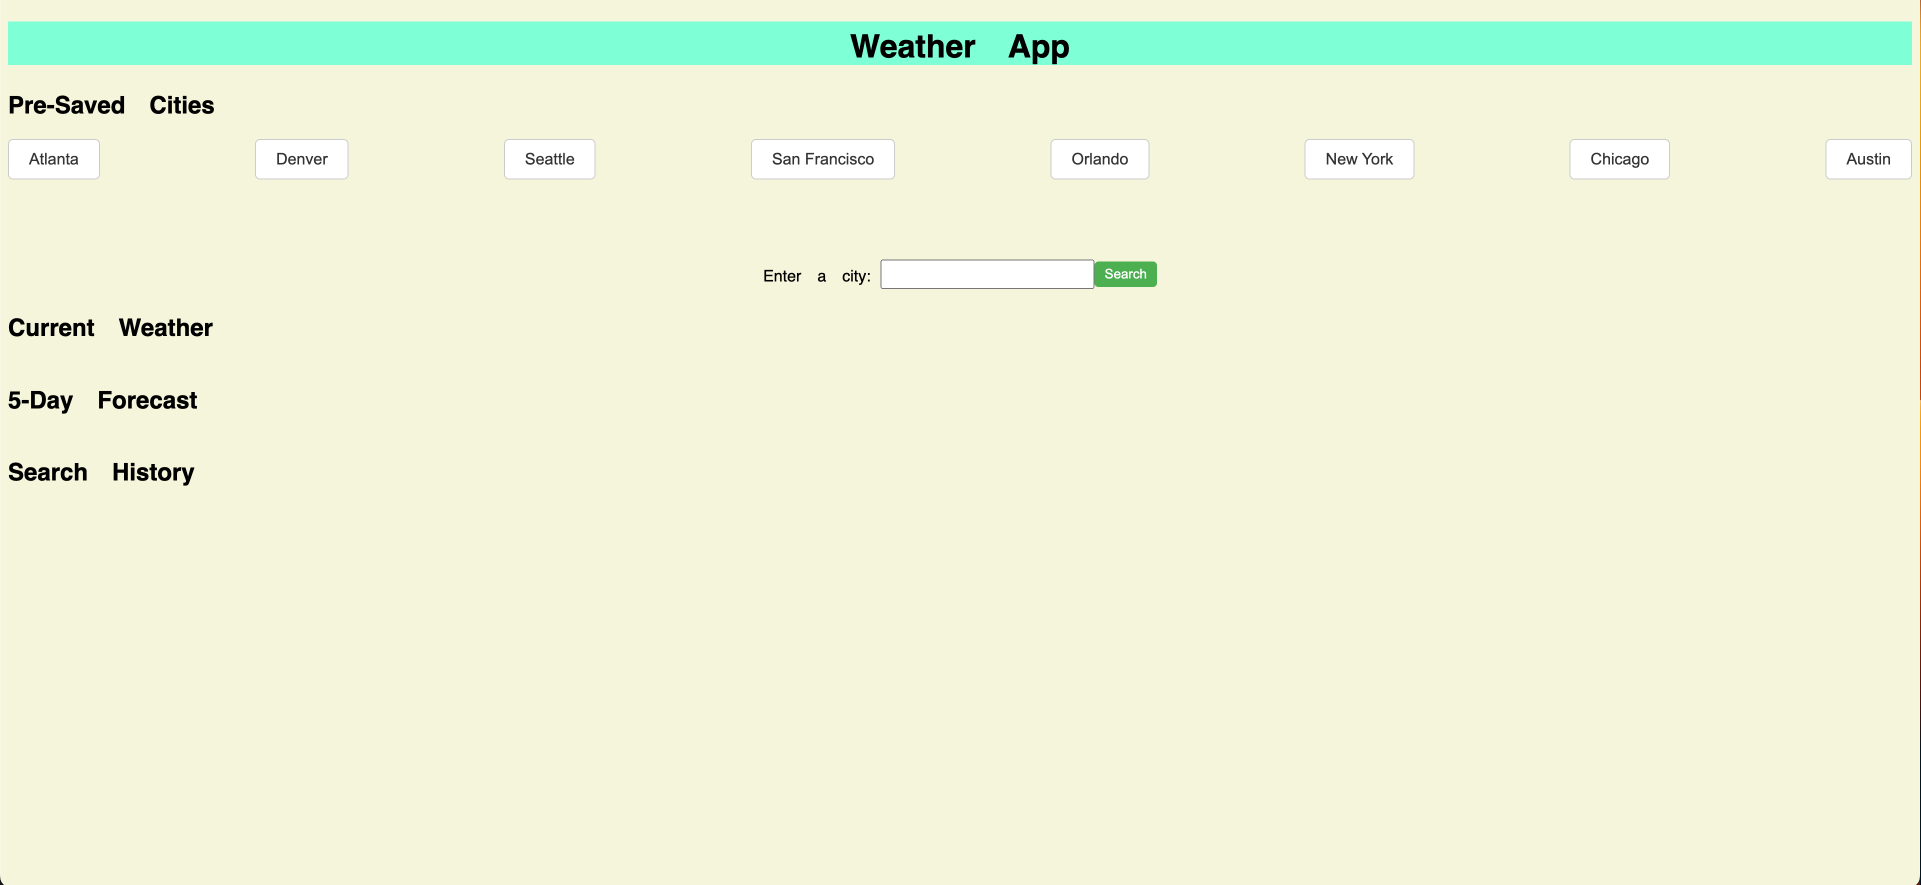 Weather App
Pre-Saved Cities
Atlanta Denver Seattle San Francisco Orlando New York Chicago Austin
Enter a city: Search
Current Weather
5-Day Forecast
Search History